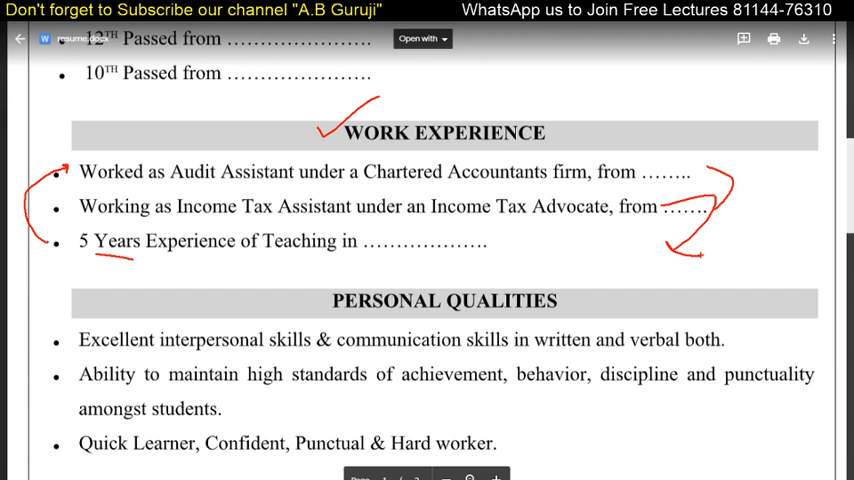 Don't forget to Subscribe our channel "A.B Guruji" WhatsApp us to Join Free Lectures 81144-76310
W resume.docx Open with
12TH Passed from ........................
10TH Passed from ........................
WORK EXPERIENCE
• Worked as Audit Assistant under a Chartered Accountants firm, from ........
• Working as Income Tax Assistant under an Income Tax Advocate, from .......
• 5 Years Experience of Teaching in .....................
PERSONAL QUALITIES
• Excellent interpersonal skills & communication skills in written and verbal both.
• Ability to maintain high standards of achievement, behavior, discipline and punctuality
amongst students.
• Quick Learner, Confident, Punctual & Hard worker.